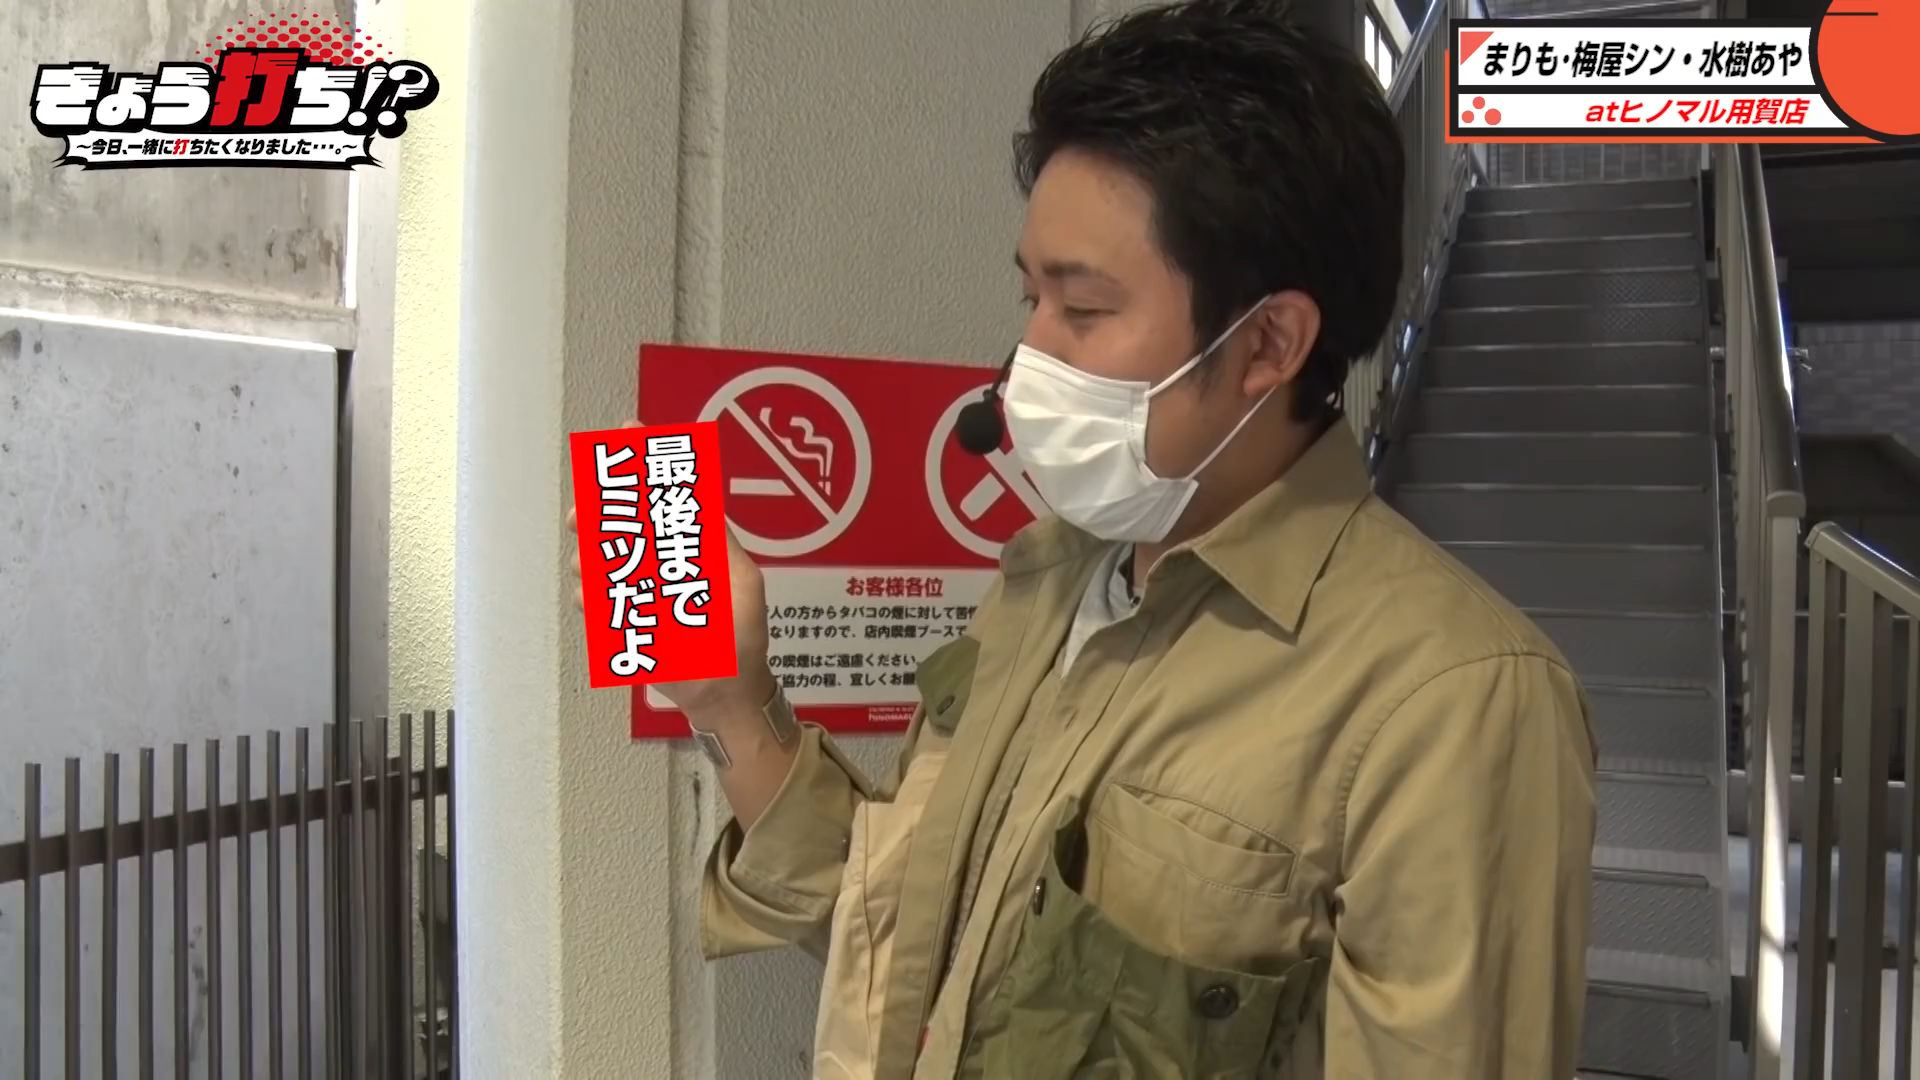 きょう打ち!?
～今日、一緒に打ちたくなりました・・・。～
まりも・梅屋シン・水樹あや
atヒノマル用賀店
最後まで
ヒミツだよ
お客様各位
人の方からタバコの煙に対して苦情
なりますので、店内喫煙ブースで
の喫煙はご遠慮ください。
ご協力の程、宜しくお願